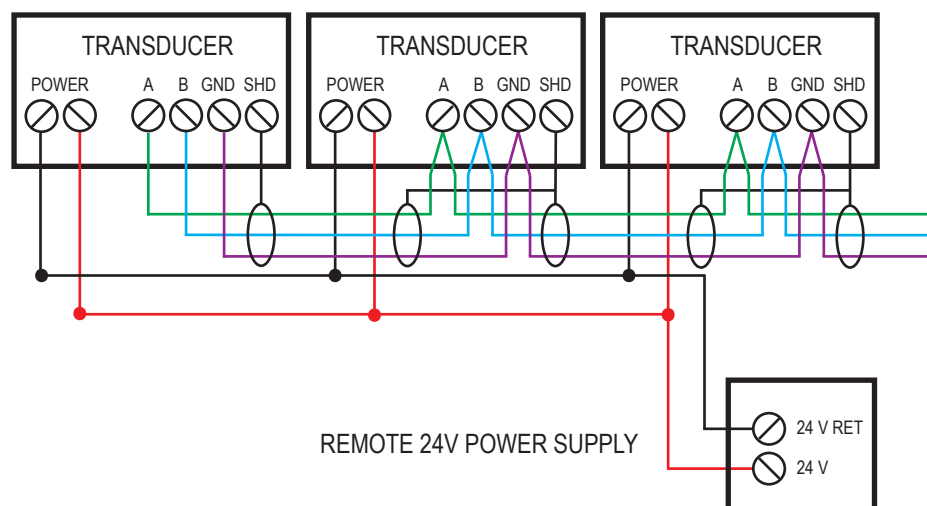 TRANSDUCER TRANSDUCER TRANSDUCER
POWER A B GND SHD POWER A B GND SHD POWER A B GND SHD
24 V RET
REMOTE 24V POWER SUPPLY
24 V